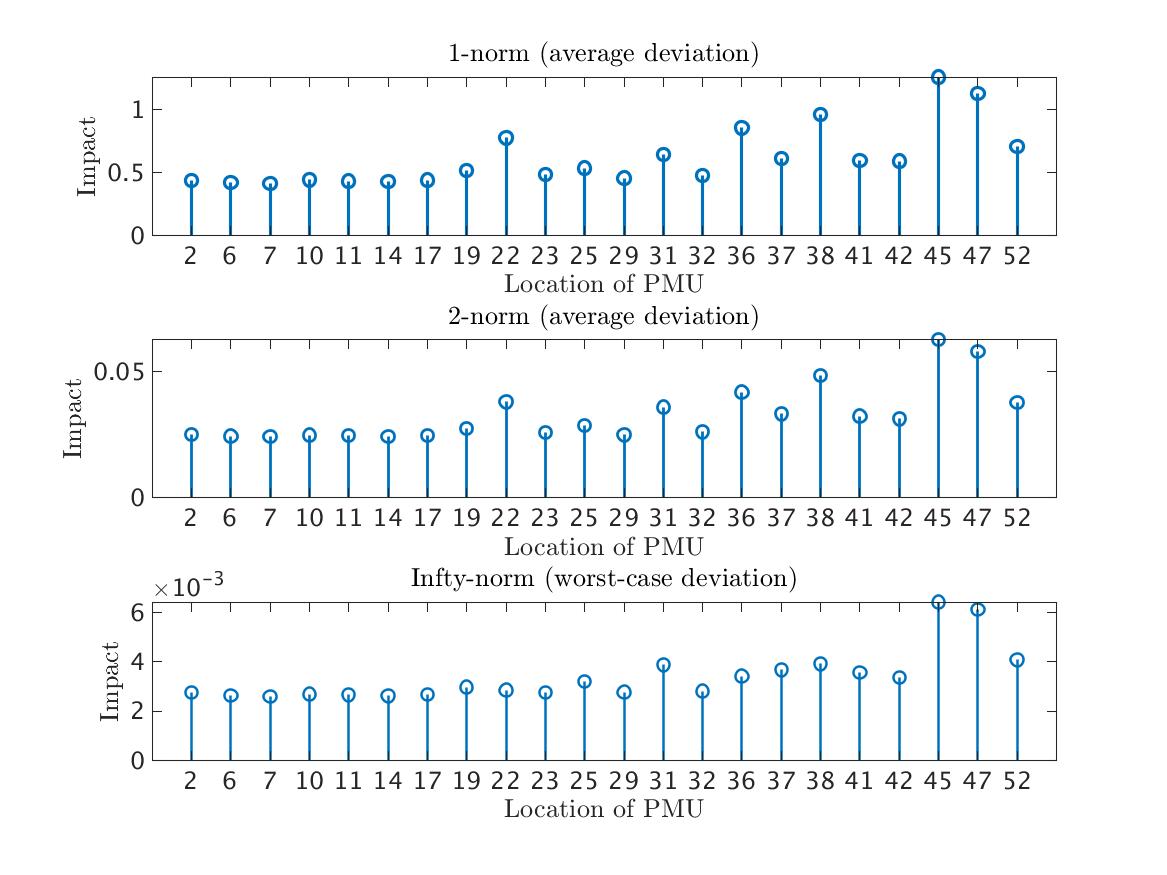 1-norm (average deviation)
Impact
1
0.5
0
2 6 7 10 11 14 17 19 22 23 25 29 31 32 36 37 38 41 42 45 47 52
Location of PMU
2-norm (average deviation)
Impact
0.05
0
2 6 7 10 11 14 17 19 22 23 25 29 31 32 36 37 38 41 42 45 47 52
Location of PMU
Infty-norm (worst-case deviation)
×10⁻³
Impact
6
4
2
0
2 6 7 10 11 14 17 19 22 23 25 29 31 32 36 37 38 41 42 45 47 52
Location of PMU